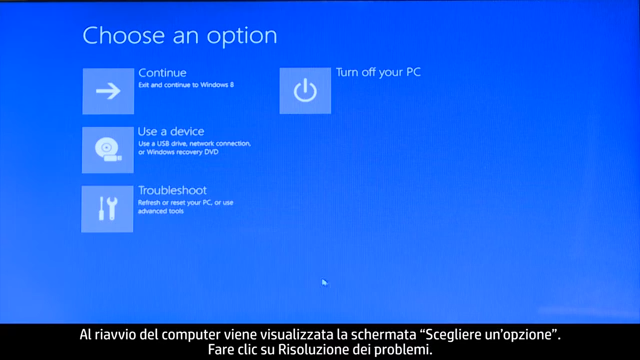 Choose an option
Continue
Exit and continue to Windows 8
Turn off your PC
Use a device
Use a USB drive, network connection,
or Windows recovery DVD
Troubleshoot
Refresh or reset your PC, or use
advanced tools
Al riavvio del computer viene visualizzata la schermata “Scegliere un’opzione”.
Fare clic su Risoluzione dei problemi.